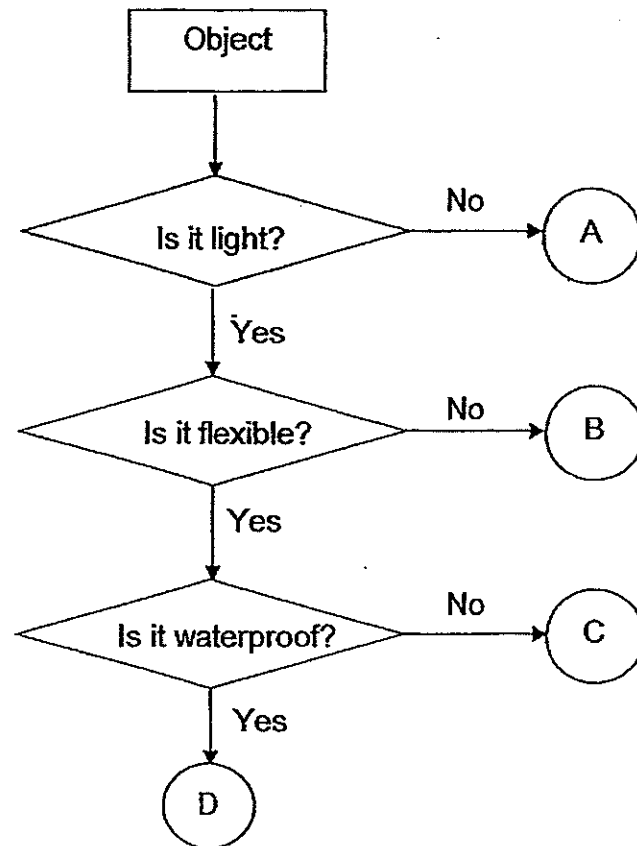 Object
Is it light?
No
A
Yes
Is it flexible?
No
B
Yes
Is it waterproof?
No
C
Yes
D